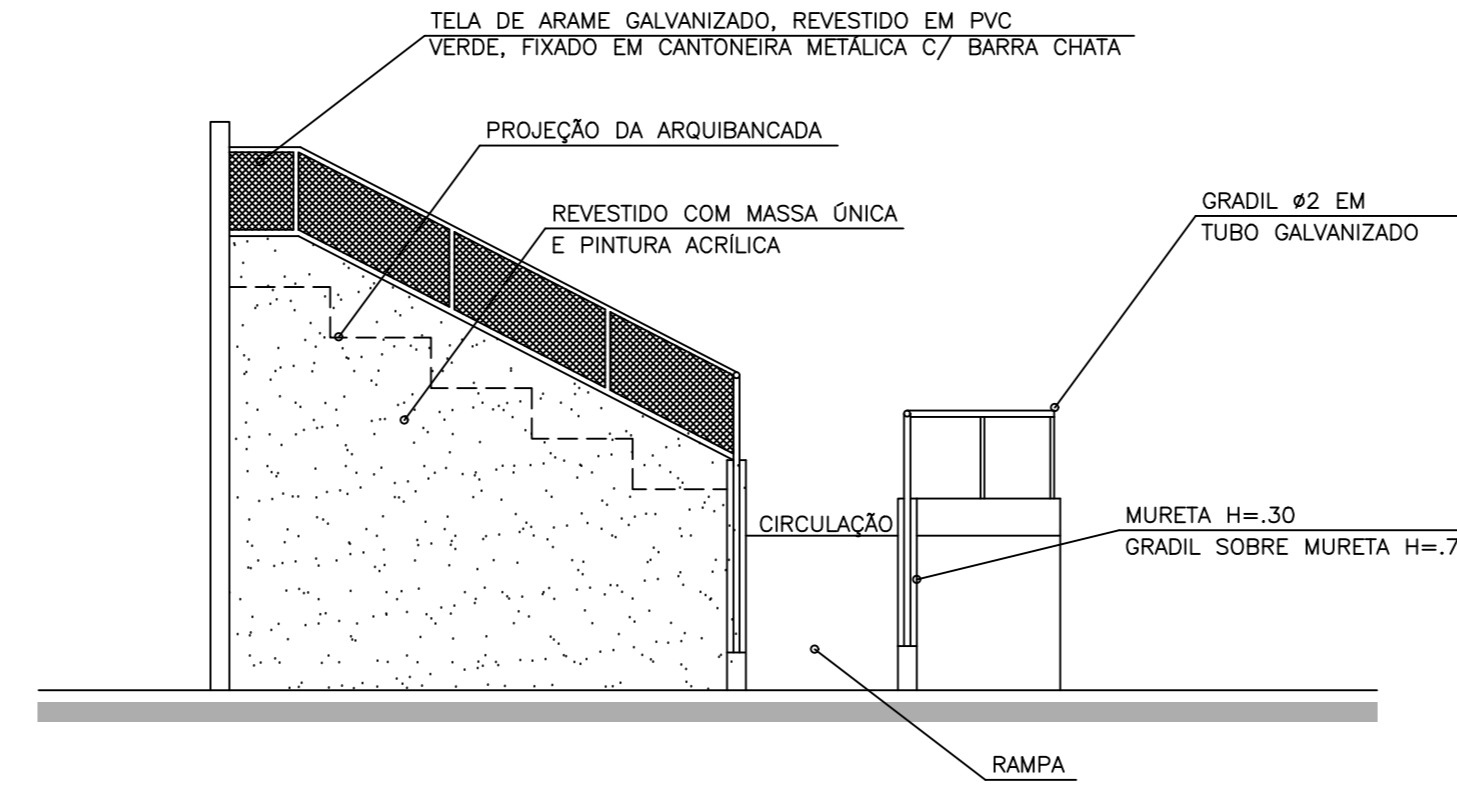 TELA DE ARAME GALVANIZADO, REVESTIDO EM PVC
VERDE, FIXADO EM CANTONEIRA METÁLICA C/ BARRA CHATA
PROJEÇÃO DA ARQUIBANCADA
REVESTIDO COM MASSA ÚNICA
E PINTURA ACRÍLICA
GRADIL ø2 EM
TUBO GALVANIZADO
CIRCULAÇÃO
MURETA H=.30
GRADIL SOBRE MURETA H=.7
RAMPA